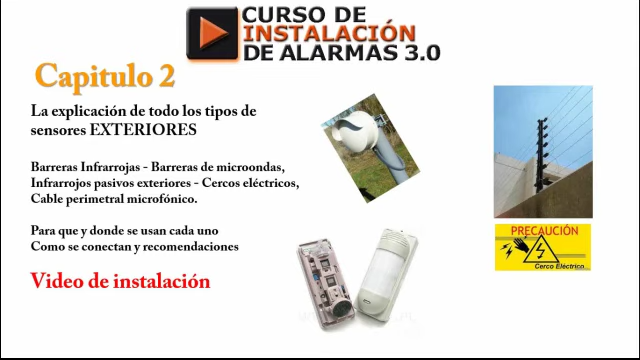 CURSO DE
INSTALACIÓN
DE ALARMAS 3.0
Capitulo 2
La explicación de todo los tipos de
sensores EXTERIORES
Barreras Infrarrojas - Barreras de microondas,
Infrarrojos pasivos exteriores - Cercos eléctricos,
Cable perimetral microfónico.
Para que y donde se usan cada uno
Como se conectan y recomendaciones
Video de instalación
PRECAUCIÓN
Cerco Eléctrico